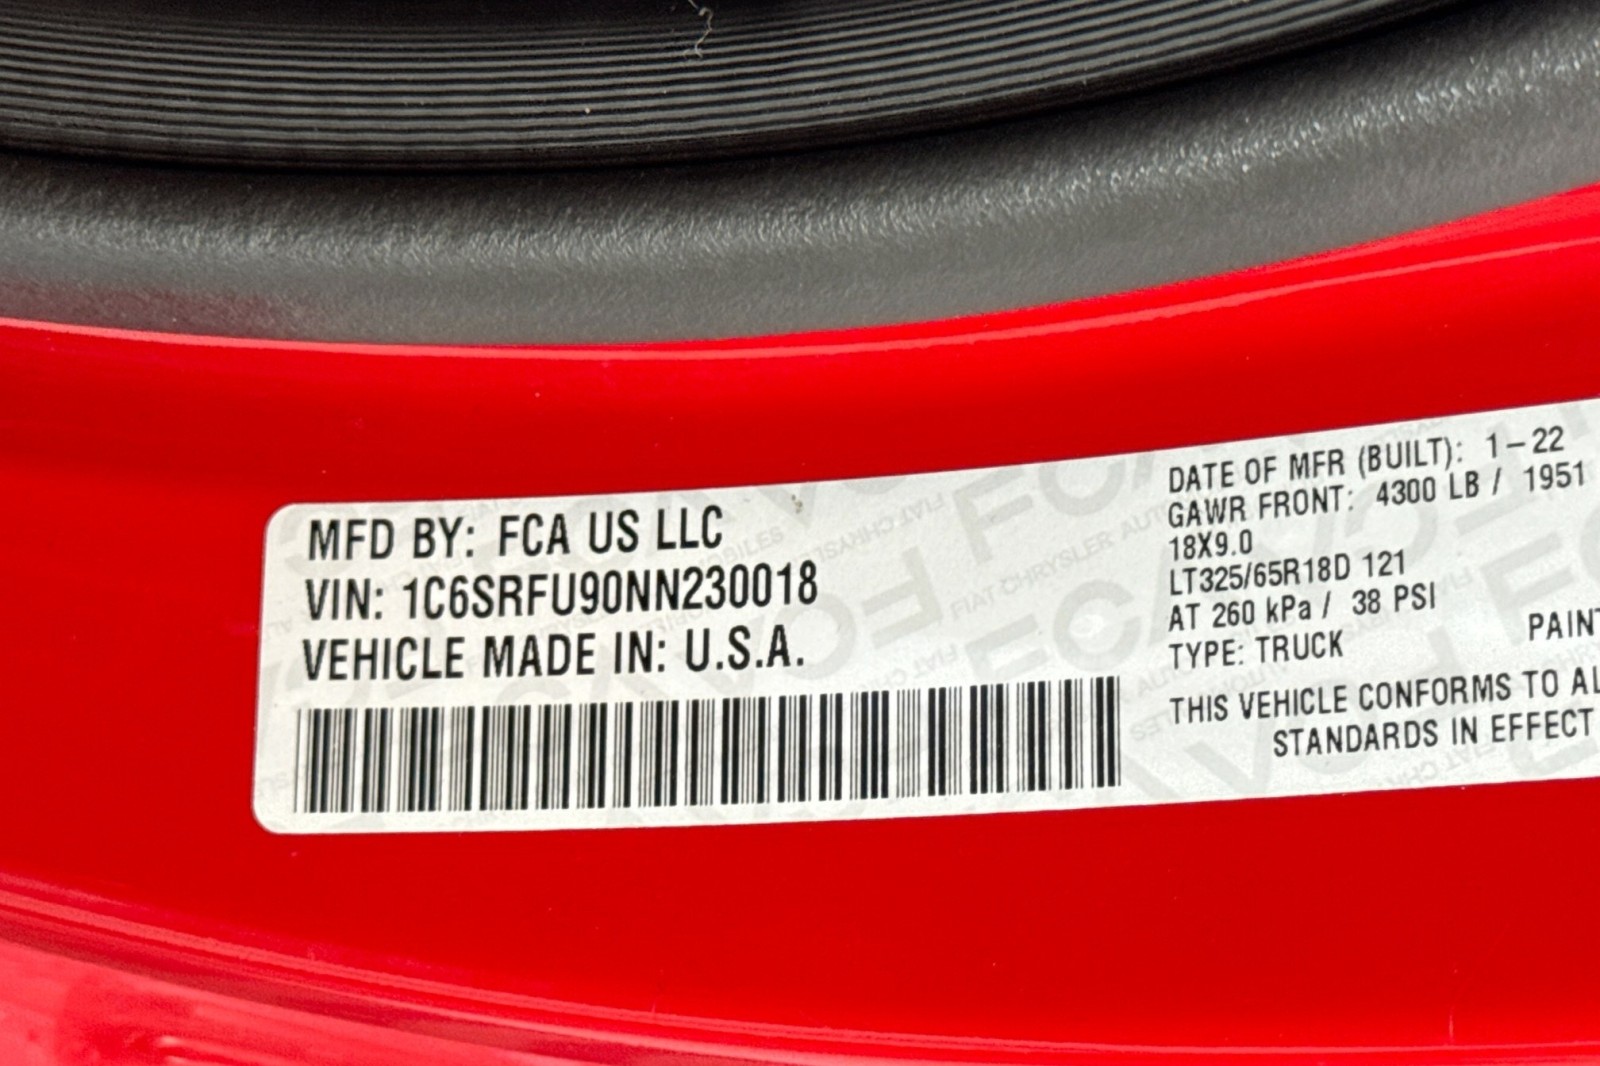 MFD BY: FCA US LLC
VIN: 1C6SRFU90NN230018
VEHICLE MADE IN: U.S.A.
DATE OF MFR (BUILT): 1-22
GAWR FRONT: 4300 LB / 1951
18X9.0
LT325/65R18D 121
AT 260 kPa / 38 PSI
TYPE: TRUCK
PAINT
THIS VEHICLE CONFORMS TO AL
STANDARDS IN EFFECT